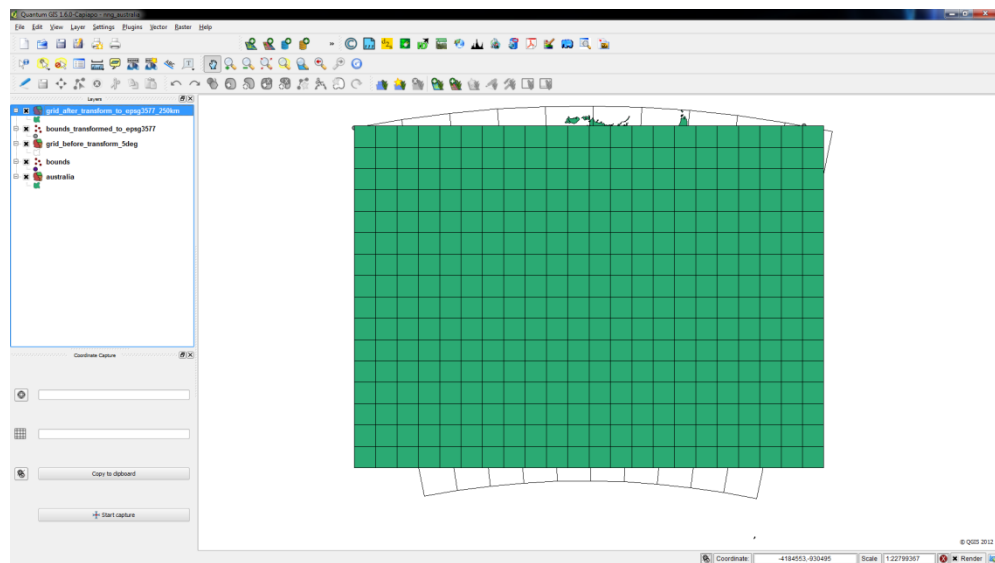 Quantum GIS 1.6.0-Capiapo - ning_australia
File Edit View Layer Settings Plugins Vector Raster Help
Layers
grid_after_transform_to_epsg3577_250km
bounds_transformed_to_epsg3577
grid_before_transform_5deg
bounds
australia
Coordinate Capture
Copy to clipboard
Start capture
© QGIS 2012
Coordinate: -4184553,-930495 Scale 1:22799367 Render